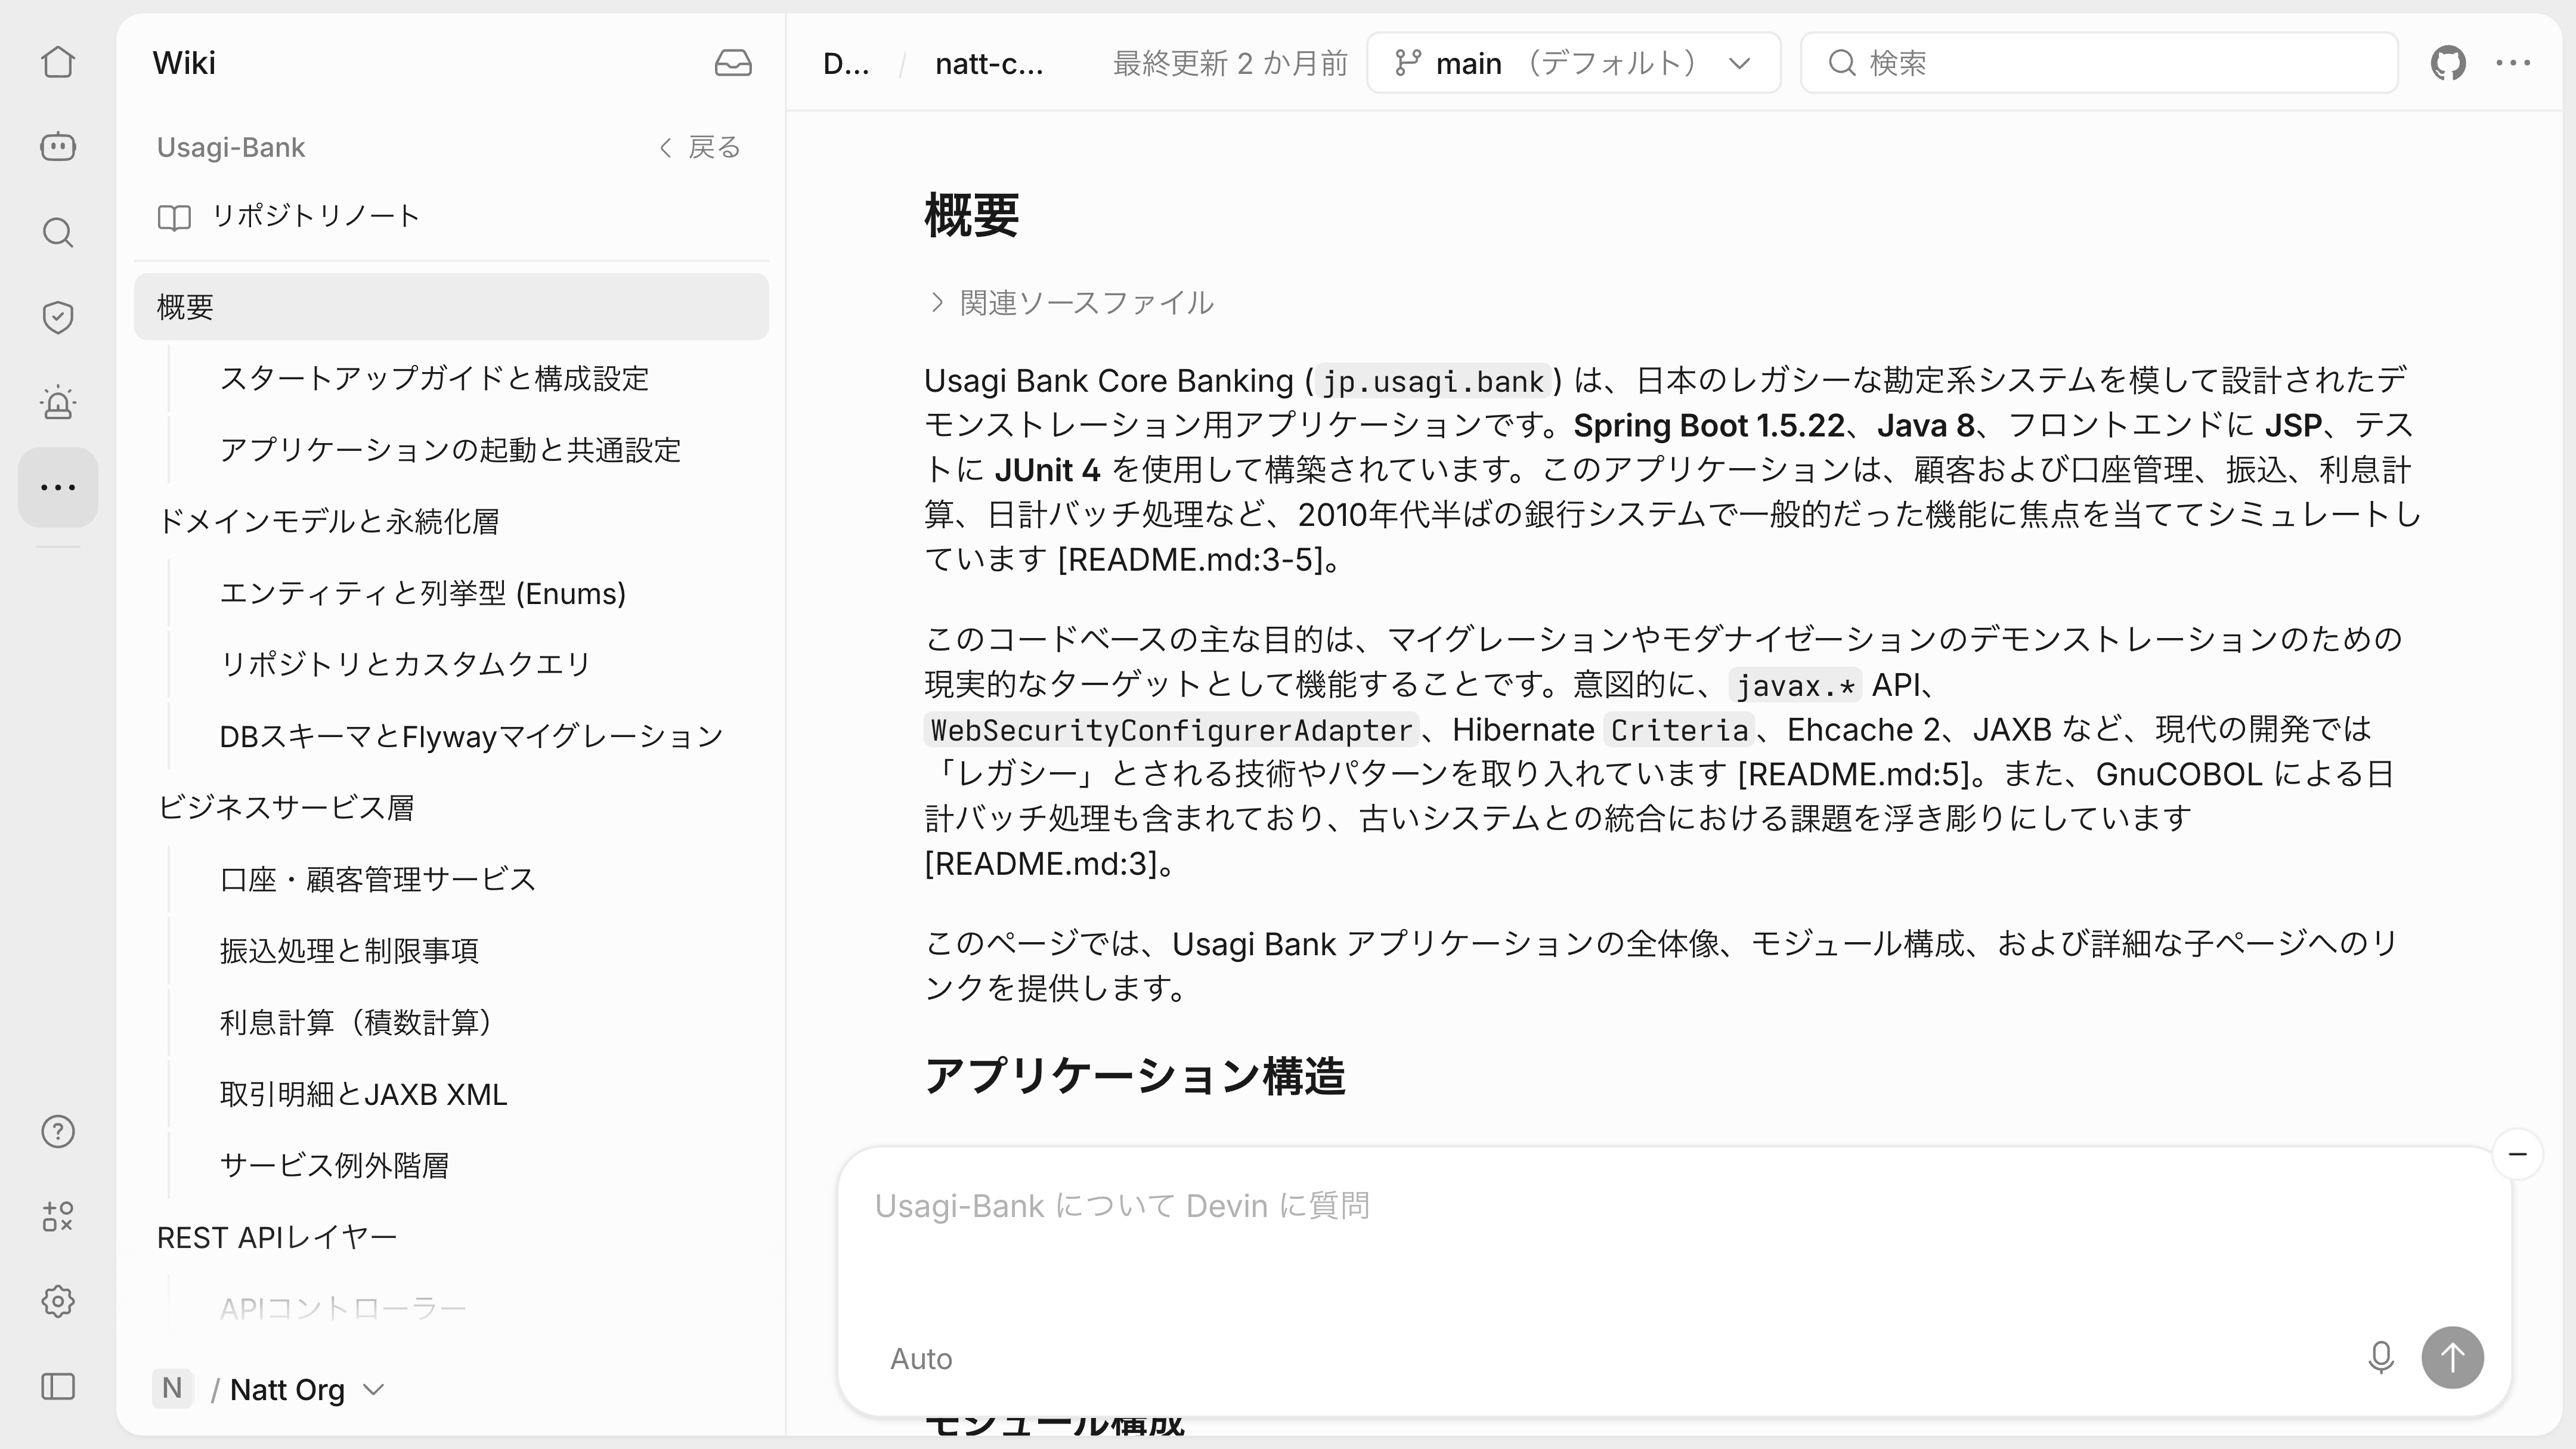 Wiki
Usagi-Bank
戻る
リポジトリノート
概要
スタートアップガイドと構成設定
アプリケーションの起動と共通設定
ドメインモデルと永続化層
エンティティと列挙型 (Enums)
リポジトリとカスタムクエリ
DBスキーマとFlywayマイグレーション
ビジネスサービス層
口座・顧客管理サービス
振込処理と制限事項
利息計算（積数計算）
取引明細とJAXB XML
サービス例外階層
REST APIレイヤー
APIコントローラー
N / Natt Org
D... / natt-c...
最終更新 2 か月前
main （デフォルト）
検索
概要
関連ソースファイル
Usagi Bank Core Banking (jp.usagi.bank) は、日本のレガシーな勘定系システムを模して設計されたデ
モンストレーション用アプリケーションです。Spring Boot 1.5.22、Java 8、フロントエンドに JSP、テス
トに JUnit 4 を使用して構築されています。このアプリケーションは、顧客および口座管理、振込、利息計
算、日計バッチ処理など、2010年代半ばの銀行システムで一般的だった機能に焦点を当ててシミュレートし
ています [README.md:3-5]。
このコードベースの主な目的は、マイグレーションやモダナイゼーションのデモンストレーションのための
現実的なターゲットとして機能することです。意図的に、javax.* API、
WebSecurityConfigurerAdapter、Hibernate Criteria、Ehcache 2、JAXB など、現代の開発では
「レガシー」とされる技術やパターンを取り入れています [README.md:5]。また、GnuCOBOL による日
計バッチ処理も含まれており、古いシステムとの統合における課題を浮き彫りにしています
[README.md:3]。
このページでは、Usagi Bank アプリケーションの全体像、モジュール構成、および詳細な子ページへのリ
ンクを提供します。
アプリケーション構造
Usagi-Bank について Devin に質問
Auto
モジュール構成